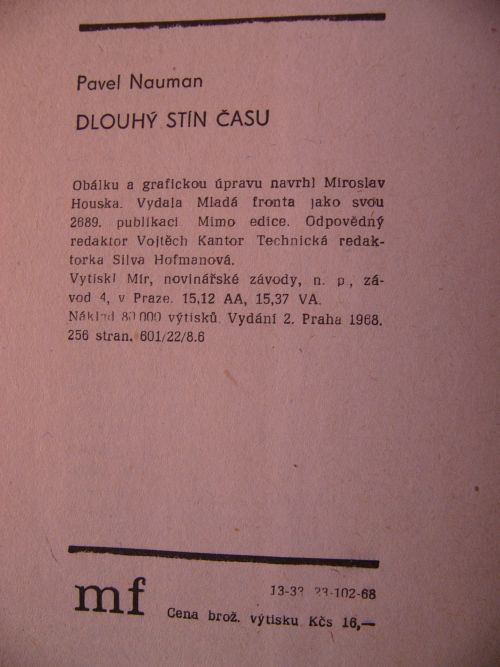 Pavel Nauman
DLOUHÝ STÍN ČASU
Obálku a grafickou úpravu navrhl Miroslav
Houska. Vydala Mladá fronta jako svou
2689. publikaci Mimo edice. Odpovědný
redaktor Vojtěch Kantor Technická redak-
torka Silva Hofmanová.
Vytiskl Mír, novinářské závody, n. p., zá-
vod 4, v Praze. 15,12 AA, 15,37 VA.
Náklad 80 000 výtisků. Vydání 2. Praha 1968.
256 stran. 601/22/8.6
mf
102-68
Cena brož. výtisku Kčs 16,—